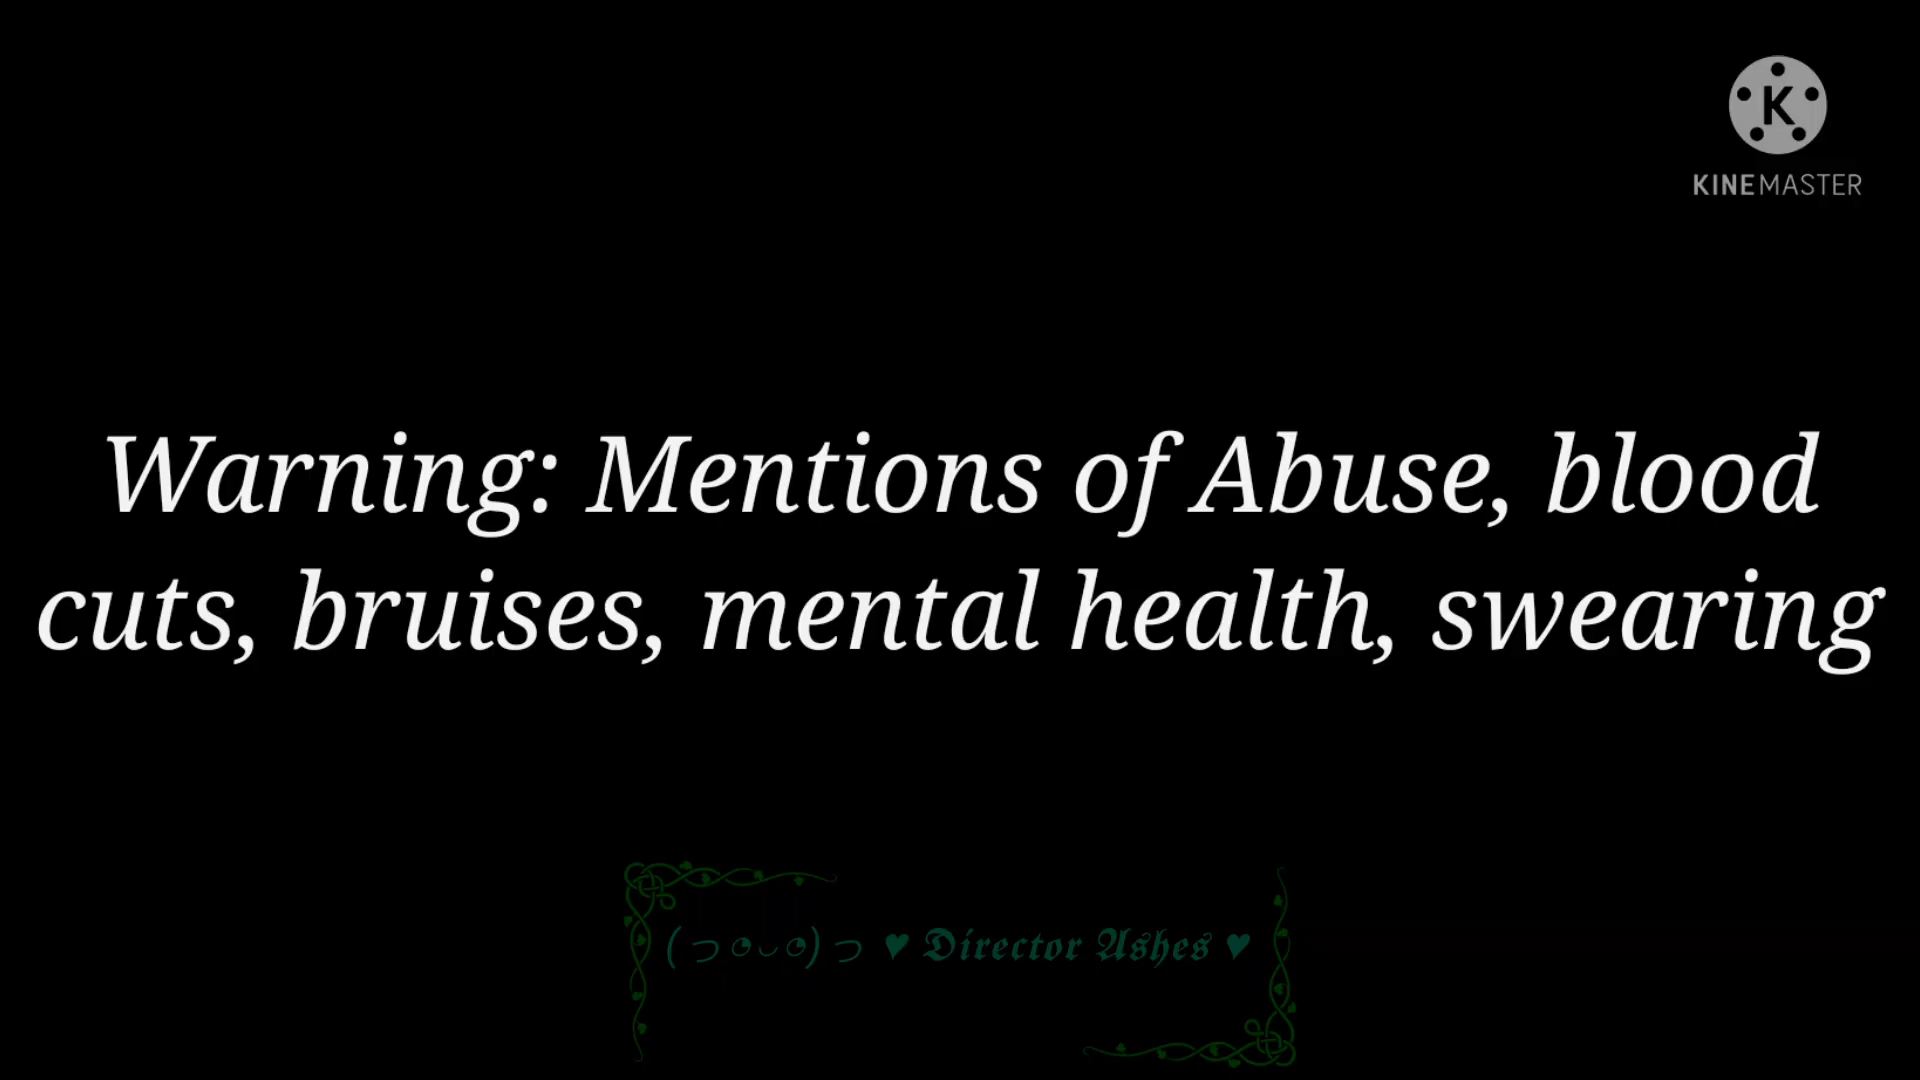 K
KINEMASTER
Warning: Mentions of Abuse, blood
cuts, bruises, mental health, swearing
(っ◔◡◔)っ ♥ 𝕯𝖎𝖗𝖊𝖈𝖙𝖔𝖗 𝕬𝖘𝖍𝖊𝖘 ♥